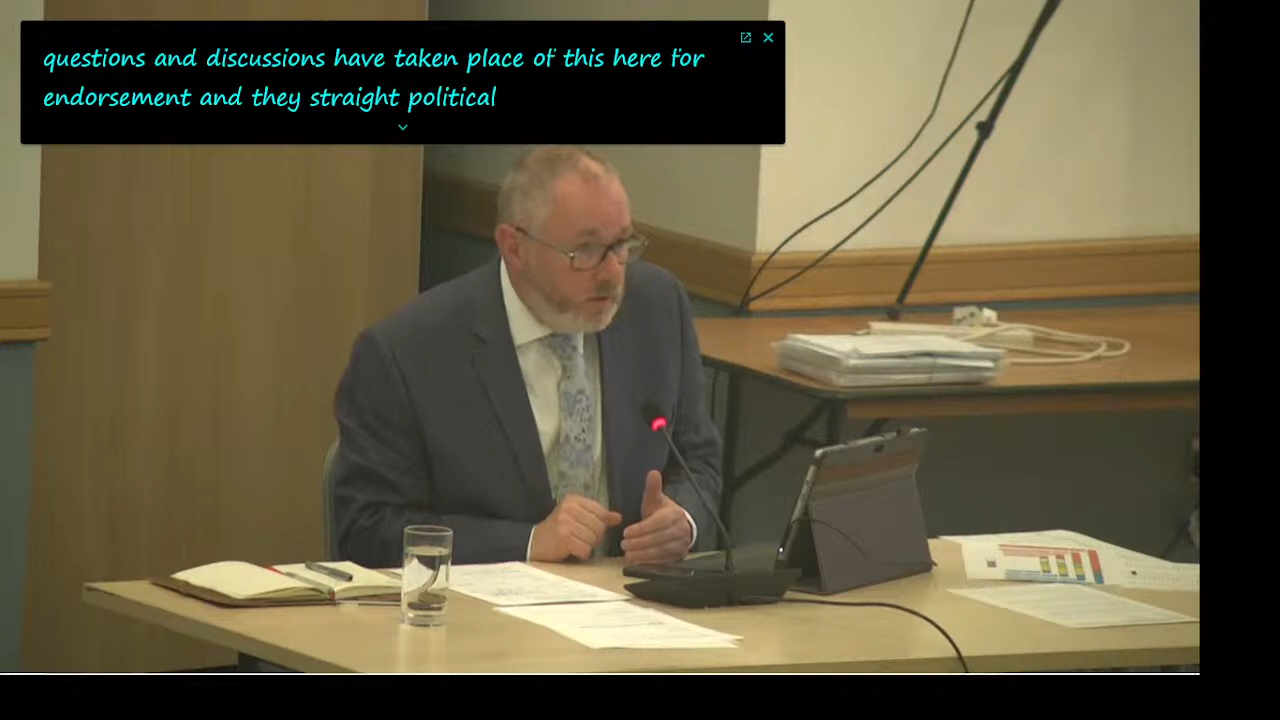 questions and discussions have taken place of this here for
endorsement and they straight political